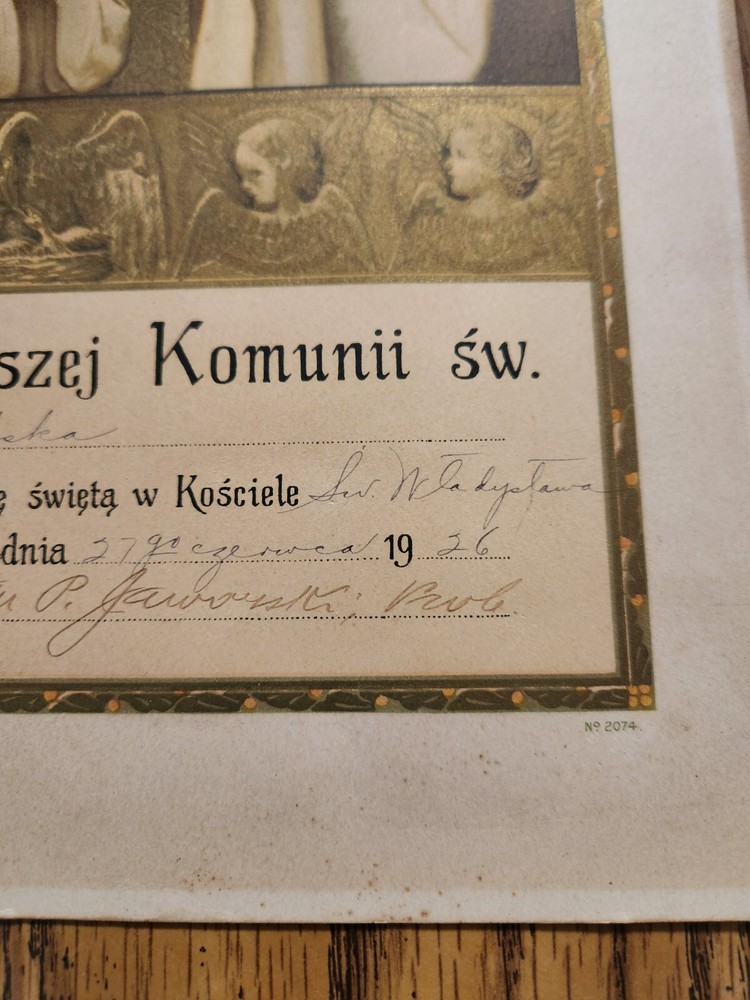 szej Komunii św.
ska
ę świętą w Kościele Św. Władysława
dnia 27go czerwca 1926
P. Jaworski, Prob.
No 2074.